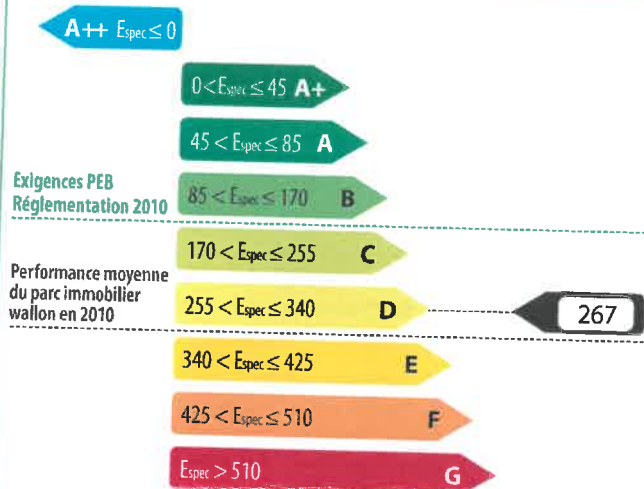 A++ Espec ≤ 0
0 < Espec ≤ 45 A+
45 < Espec ≤ 85 A
Exigences PEB
Réglementation 2010
85 < Espec ≤ 170 B
170 < Espec ≤ 255 C
Performance moyenne
du parc immobilier
wallon en 2010
255 < Espec ≤ 340 D
267
340 < Espec ≤ 425 E
425 < Espec ≤ 510 F
Espec > 510 G